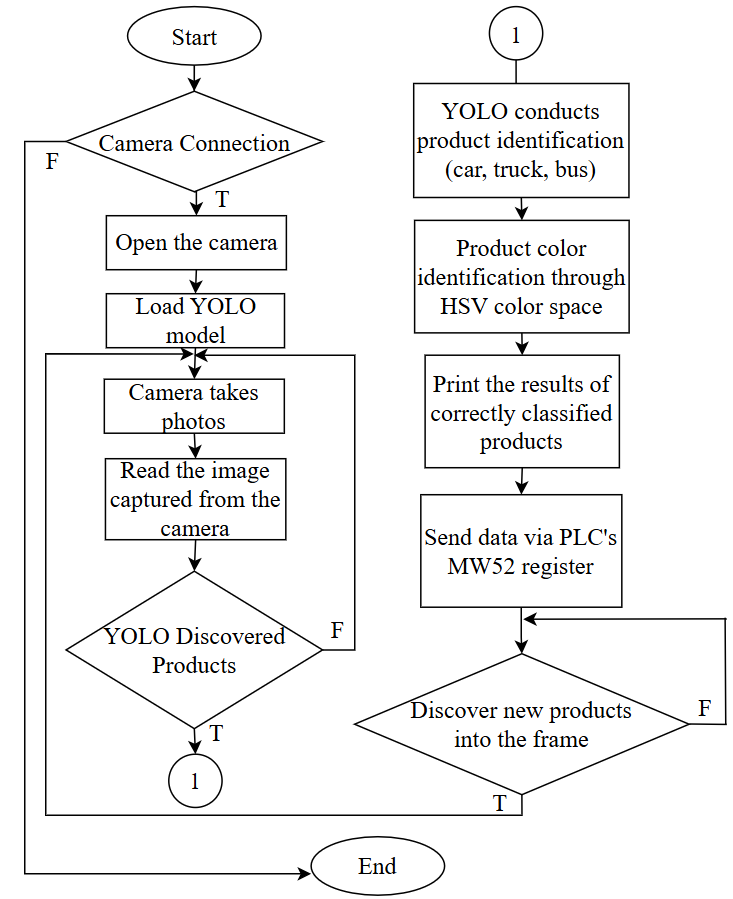 Start
Camera Connection
F
T
Open the camera
Load YOLO
model
Camera takes
photos
Read the image
captured from the
camera
YOLO Discovered
Products
F
T
1
1
YOLO conducts
product identification
(car, truck, bus)
Product color
identification through
HSV color space
Print the results of
correctly classified
products
Send data via PLC's
MW52 register
Discover new products
into the frame
F
T
End